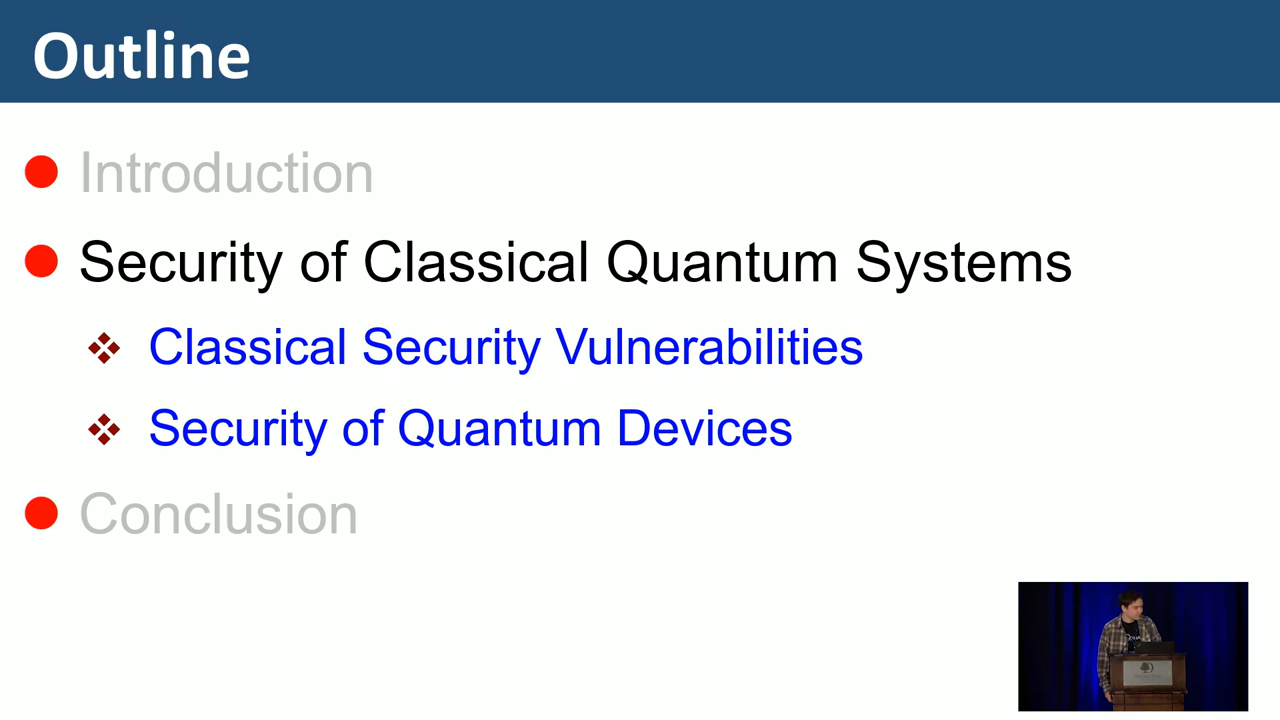 Outline
Introduction
Security of Classical Quantum Systems
Classical Security Vulnerabilities
Security of Quantum Devices
Conclusion